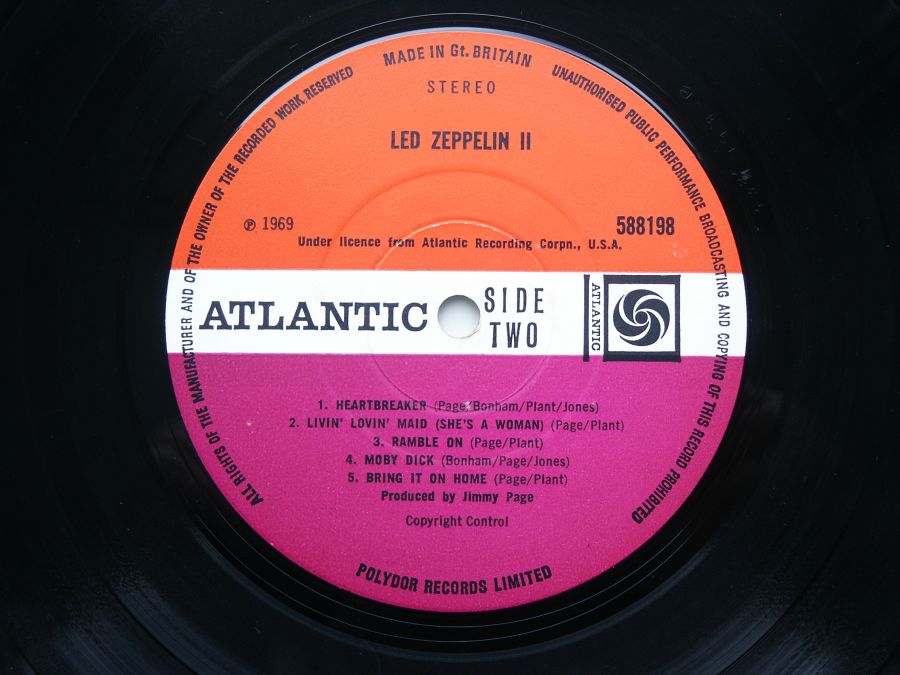 MADE IN Gt. BRITAIN
UNAUTHORISED PUBLIC PERFORMANCE BROADCASTING AND COPYING OF THIS RECORD PROHIBITED
ALL RIGHTS OF THE MANUFACTURER AND OF THE OWNER OF THE RECORDED WORK RESERVED
STEREO
LED ZEPPELIN II
℗ 1969
588198
Under licence from Atlantic Recording Corpn., U.S.A.
ATLANTIC
SIDE
TWO
ATLANTIC
1. HEARTBREAKER (Page/Bonham/Plant/Jones)
2. LIVIN' LOVIN' MAID (SHE'S A WOMAN) (Page/Plant)
3. RAMBLE ON (Page/Plant)
4. MOBY DICK (Bonham/Page/Jones)
5. BRING IT ON HOME (Page/Plant)
Produced by Jimmy Page
Copyright Control
POLYDOR RECORDS LIMITED